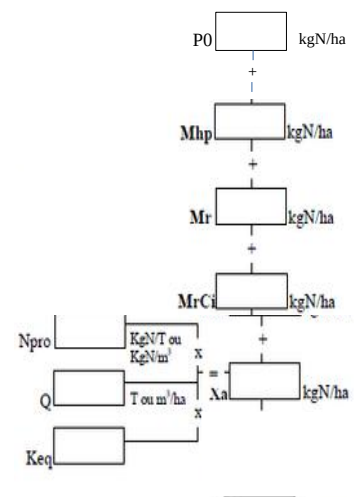 P0 kgN/ha
+
Mhp kgN/ha
+
Mr kgN/ha
+
MrCi kgN/ha
Npro KgN/T ou
KgN/m³
x
+
Q T ou m³/ha
=
Xa kgN/ha
x
Keq